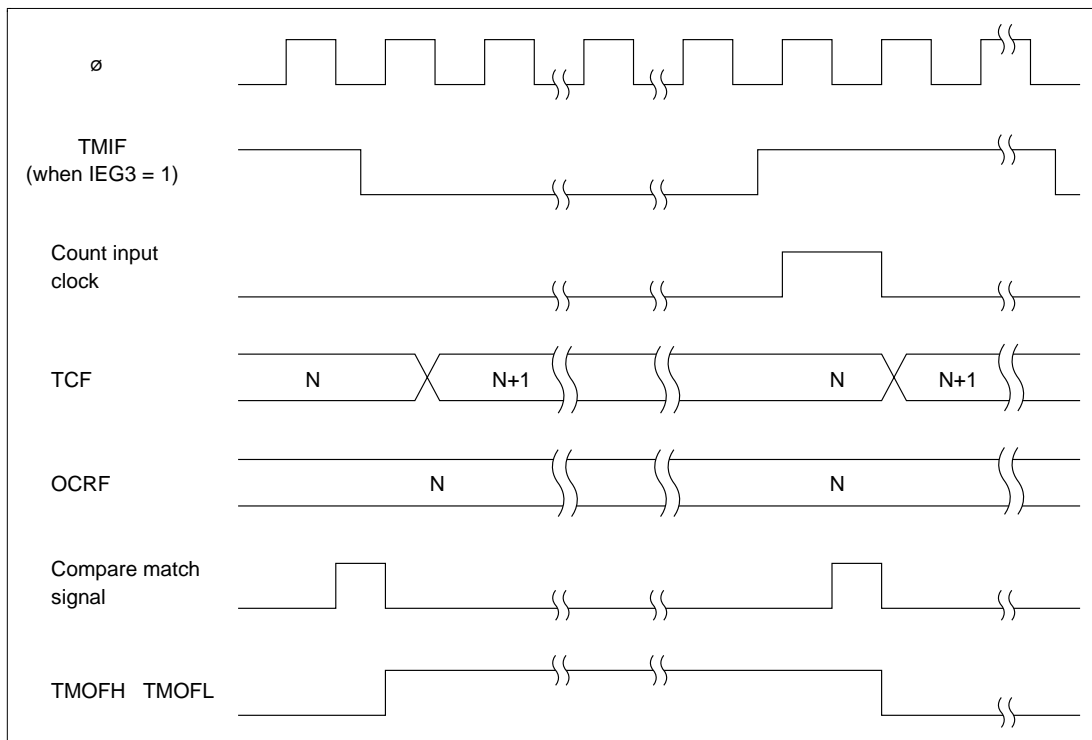 ø
TMIF
(when IEG3 = 1)
Count input
clock
TCF
N
N+1
N
N+1
OCRF
N
N
Compare match
signal
TMOFH TMOFL